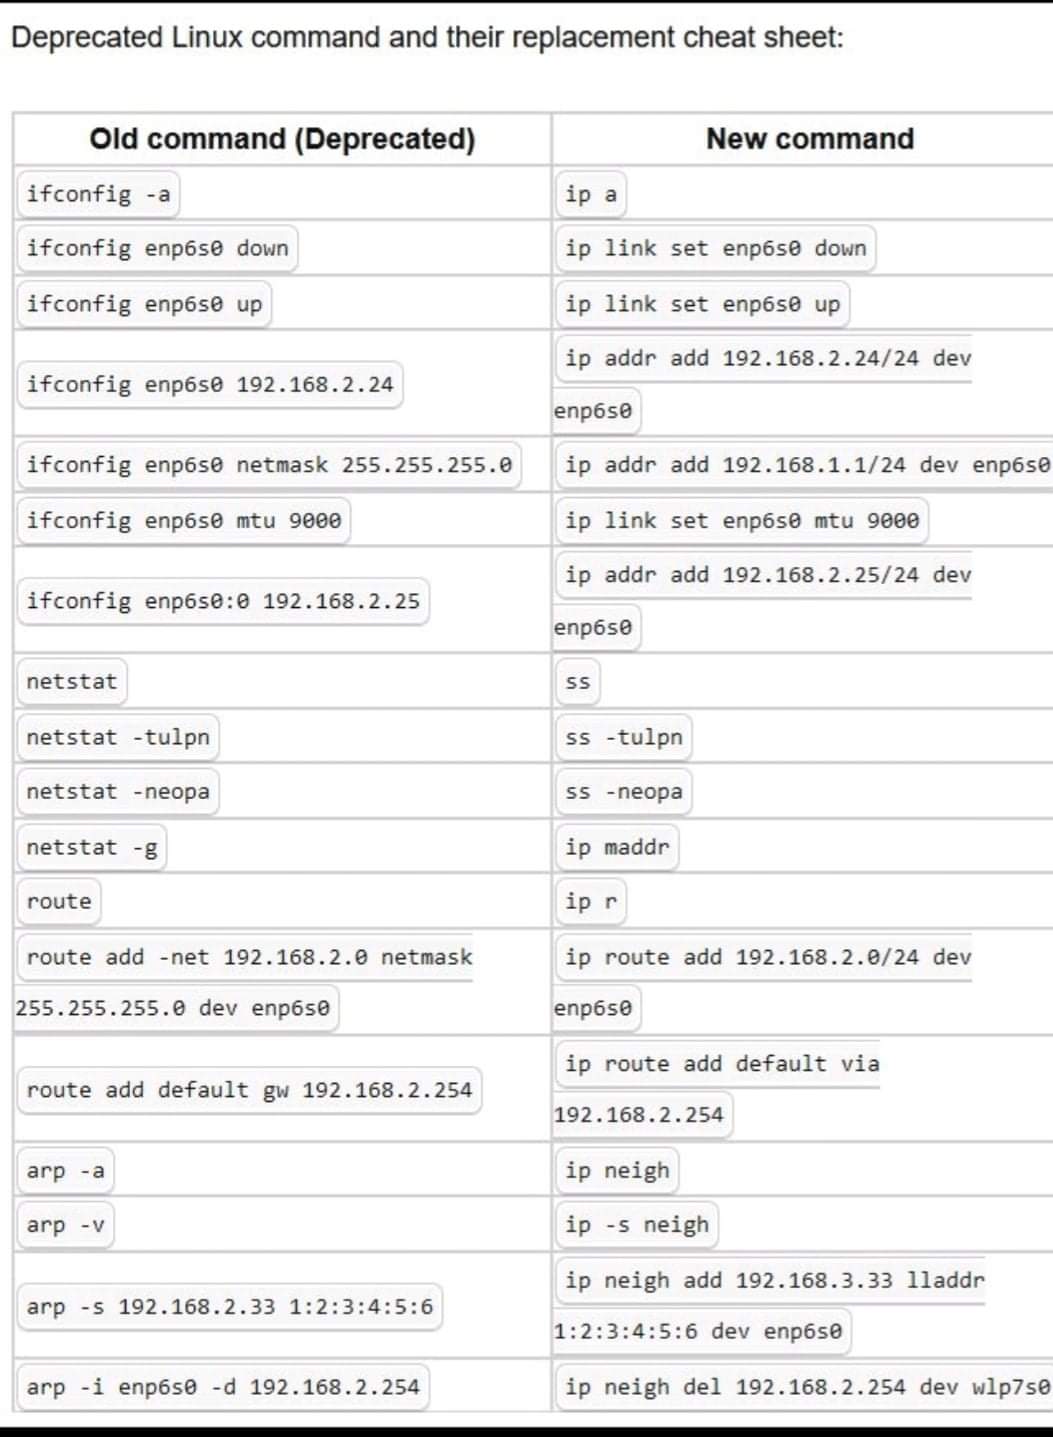 Deprecated Linux command and their replacement cheat sheet:
Old command (Deprecated) New command
ifconfig -a ip a
ifconfig enp6s0 down ip link set enp6s0 down
ifconfig enp6s0 up ip link set enp6s0 up
ifconfig enp6s0 192.168.2.24 ip addr add 192.168.2.24/24 dev
enp6s0
ifconfig enp6s0 netmask 255.255.255.0 ip addr add 192.168.1.1/24 dev enp6s0
ifconfig enp6s0 mtu 9000 ip link set enp6s0 mtu 9000
ifconfig enp6s0:0 192.168.2.25 ip addr add 192.168.2.25/24 dev
enp6s0
netstat ss
netstat -tulpn ss -tulpn
netstat -neopa ss -neopa
netstat -g ip maddr
route ip r
route add -net 192.168.2.0 netmask ip route add 192.168.2.0/24 dev
255.255.255.0 dev enp6s0 enp6s0
route add default gw 192.168.2.254 ip route add default via
192.168.2.254
arp -a ip neigh
arp -v ip -s neigh
arp -s 192.168.2.33 1:2:3:4:5:6 ip neigh add 192.168.3.33 lladdr
1:2:3:4:5:6 dev enp6s0
arp -i enp6s0 -d 192.168.2.254 ip neigh del 192.168.2.254 dev wlp7s0